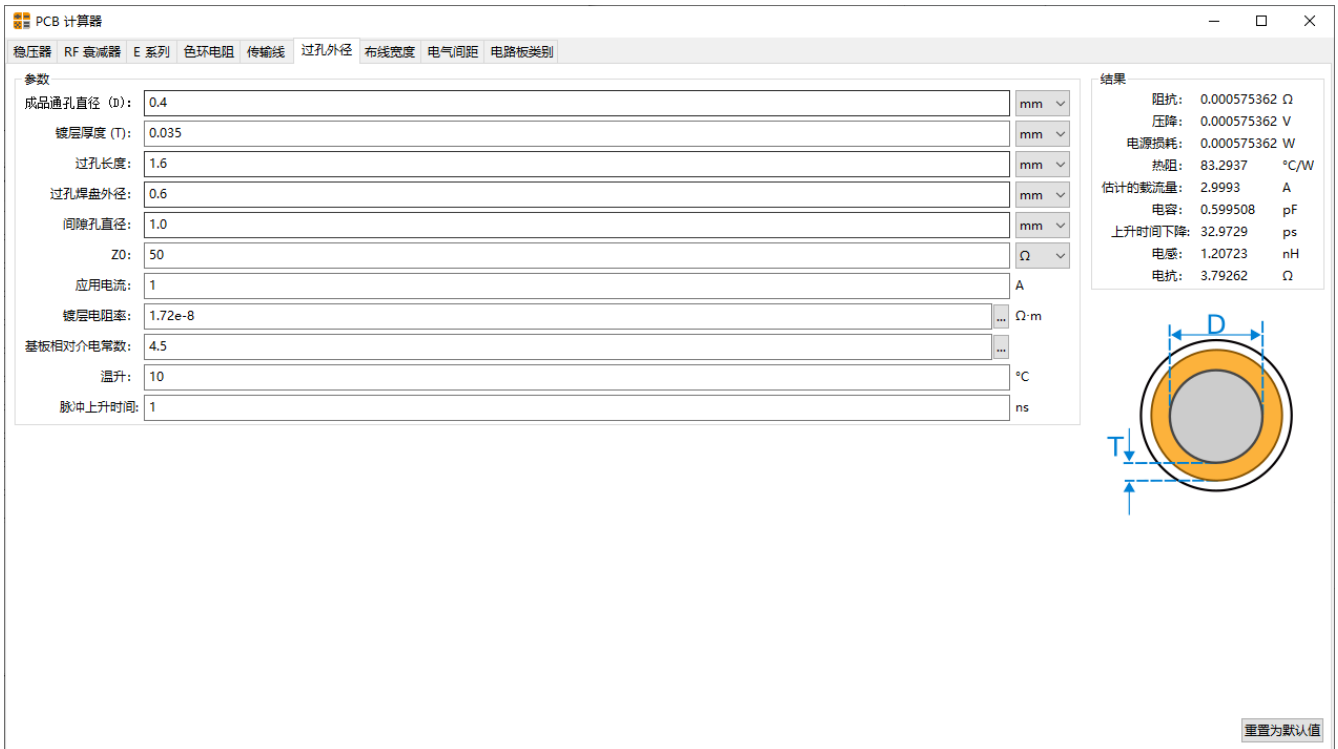 PCB 计算器
稳压器 RF 衰减器 E 系列 色环电阻 传输线 过孔外径 布线宽度 电气间距 电路板类别
参数
成品通孔直径 (D): 0.4 mm
镀层厚度 (T): 0.035 mm
过孔长度: 1.6 mm
过孔焊盘外径: 0.6 mm
间隙孔直径: 1.0 mm
Z0: 50 Ω
应用电流: 1 A
镀层电阻率: 1.72e-8 ... Ω·m
基板相对介电常数: 4.5 ...
温升: 10 °C
脉冲上升时间: 1 ns
结果
阻抗: 0.000575362 Ω
压降: 0.000575362 V
电源损耗: 0.000575362 W
热阻: 83.2937 °C/W
估计的载流量: 2.9993 A
电容: 0.599508 pF
上升时间下降: 32.9729 ps
电感: 1.20723 nH
电抗: 3.79262 Ω
D
T
重置为默认值